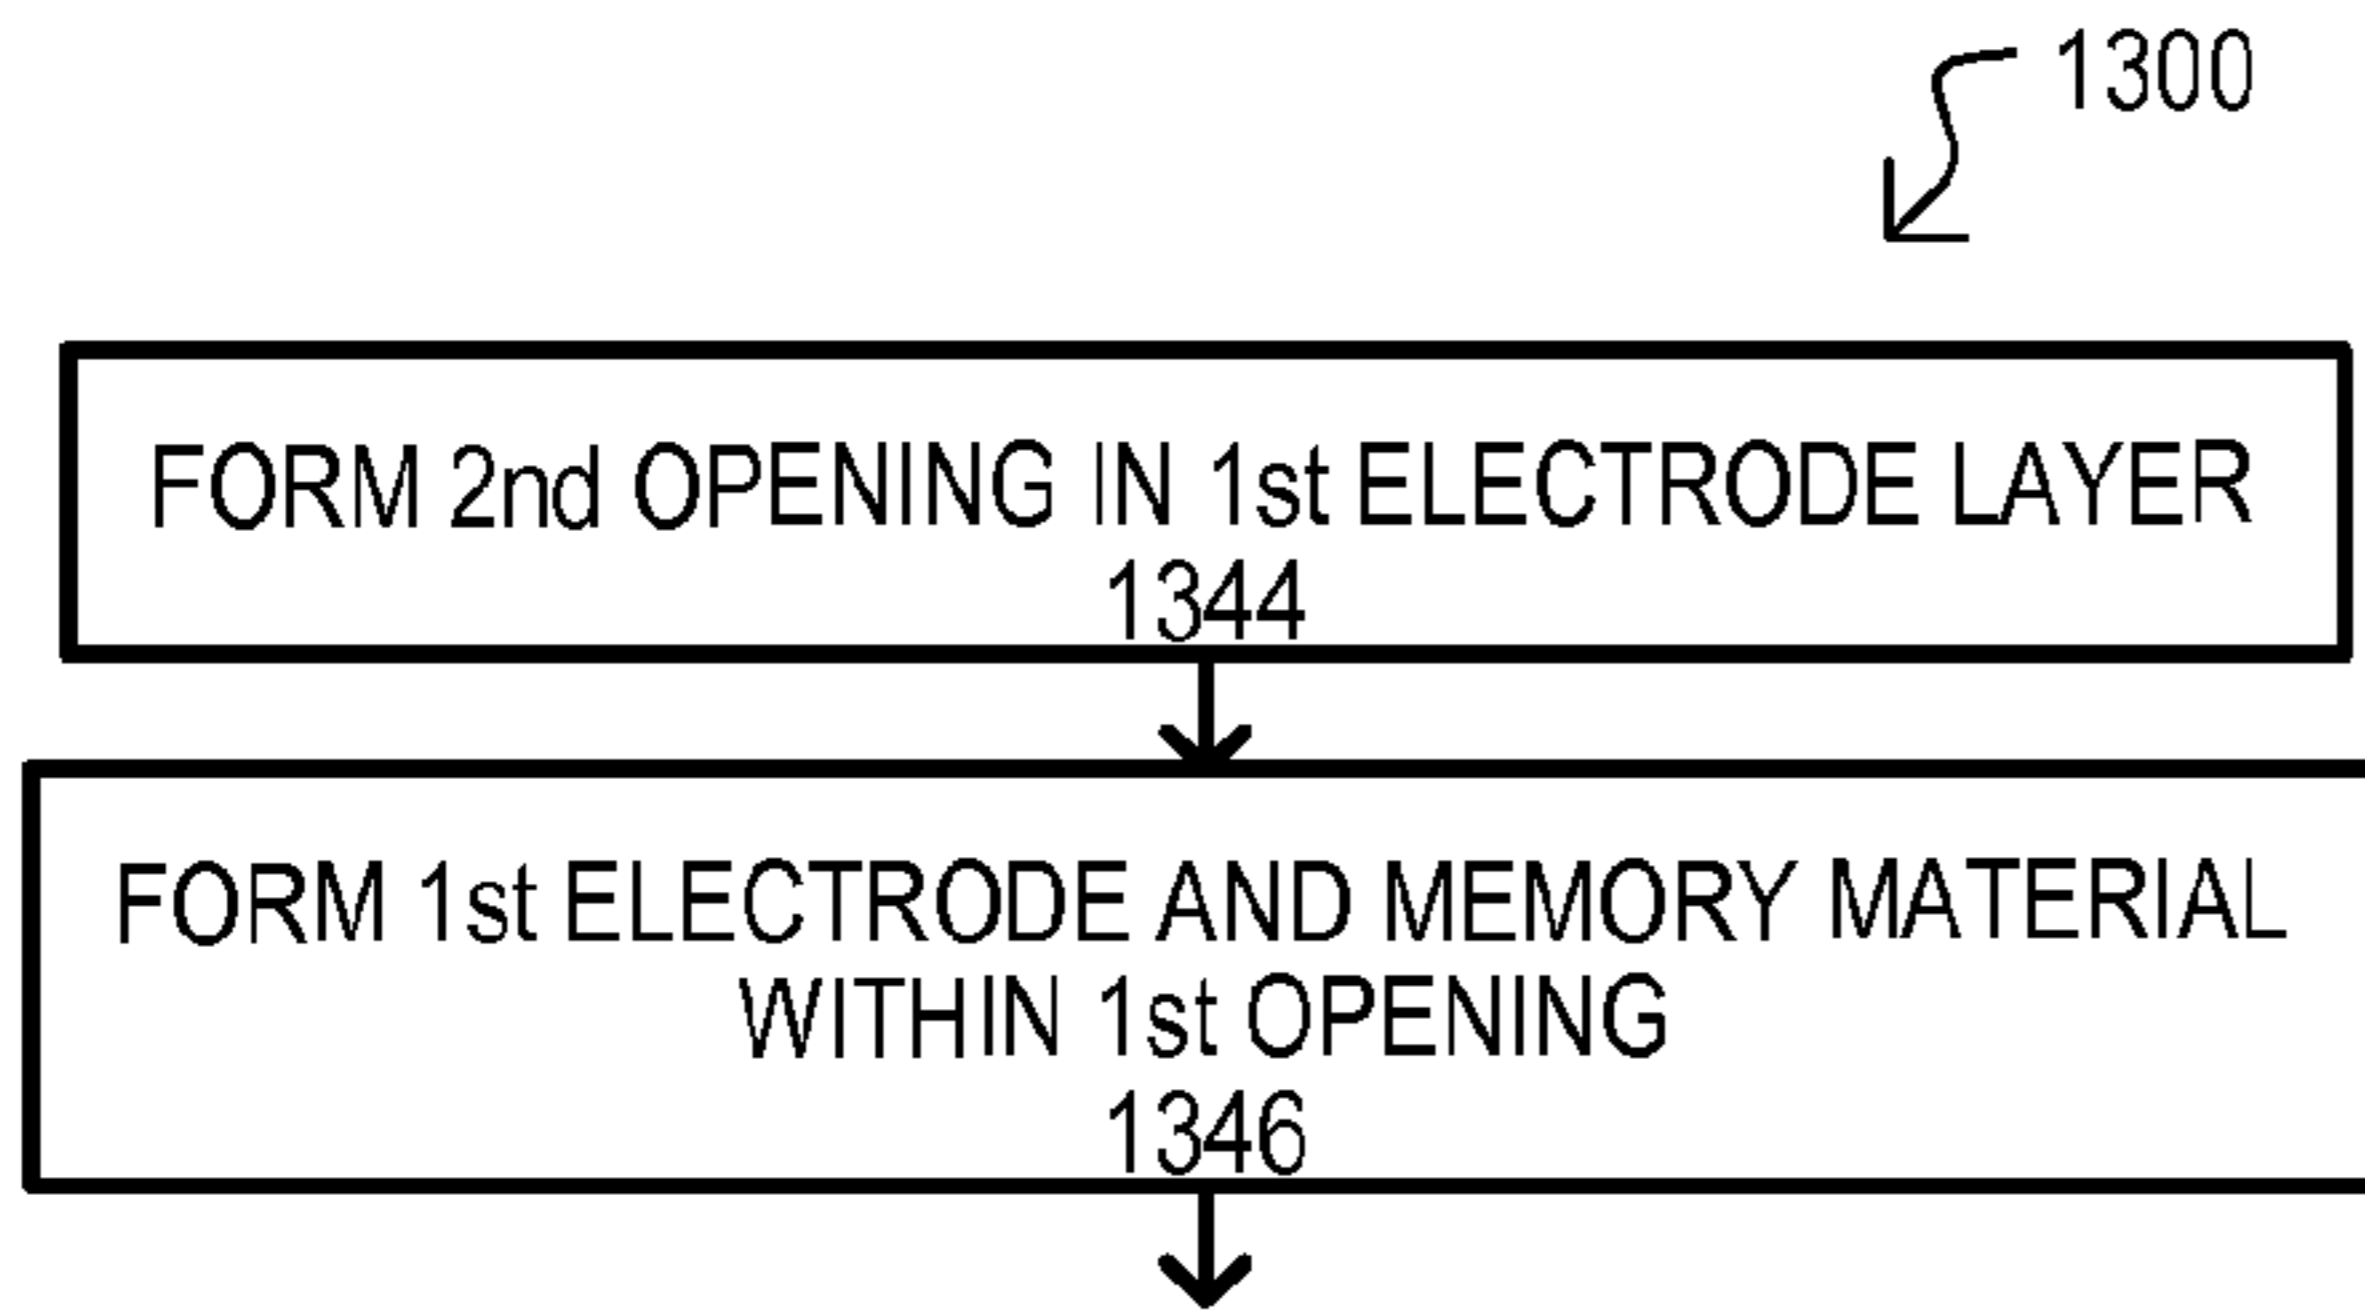 1300
FORM 2nd OPENING IN 1st ELECTRODE LAYER
1344
FORM 1st ELECTRODE AND MEMORY MATERIAL
WITHIN 1st OPENING
1346